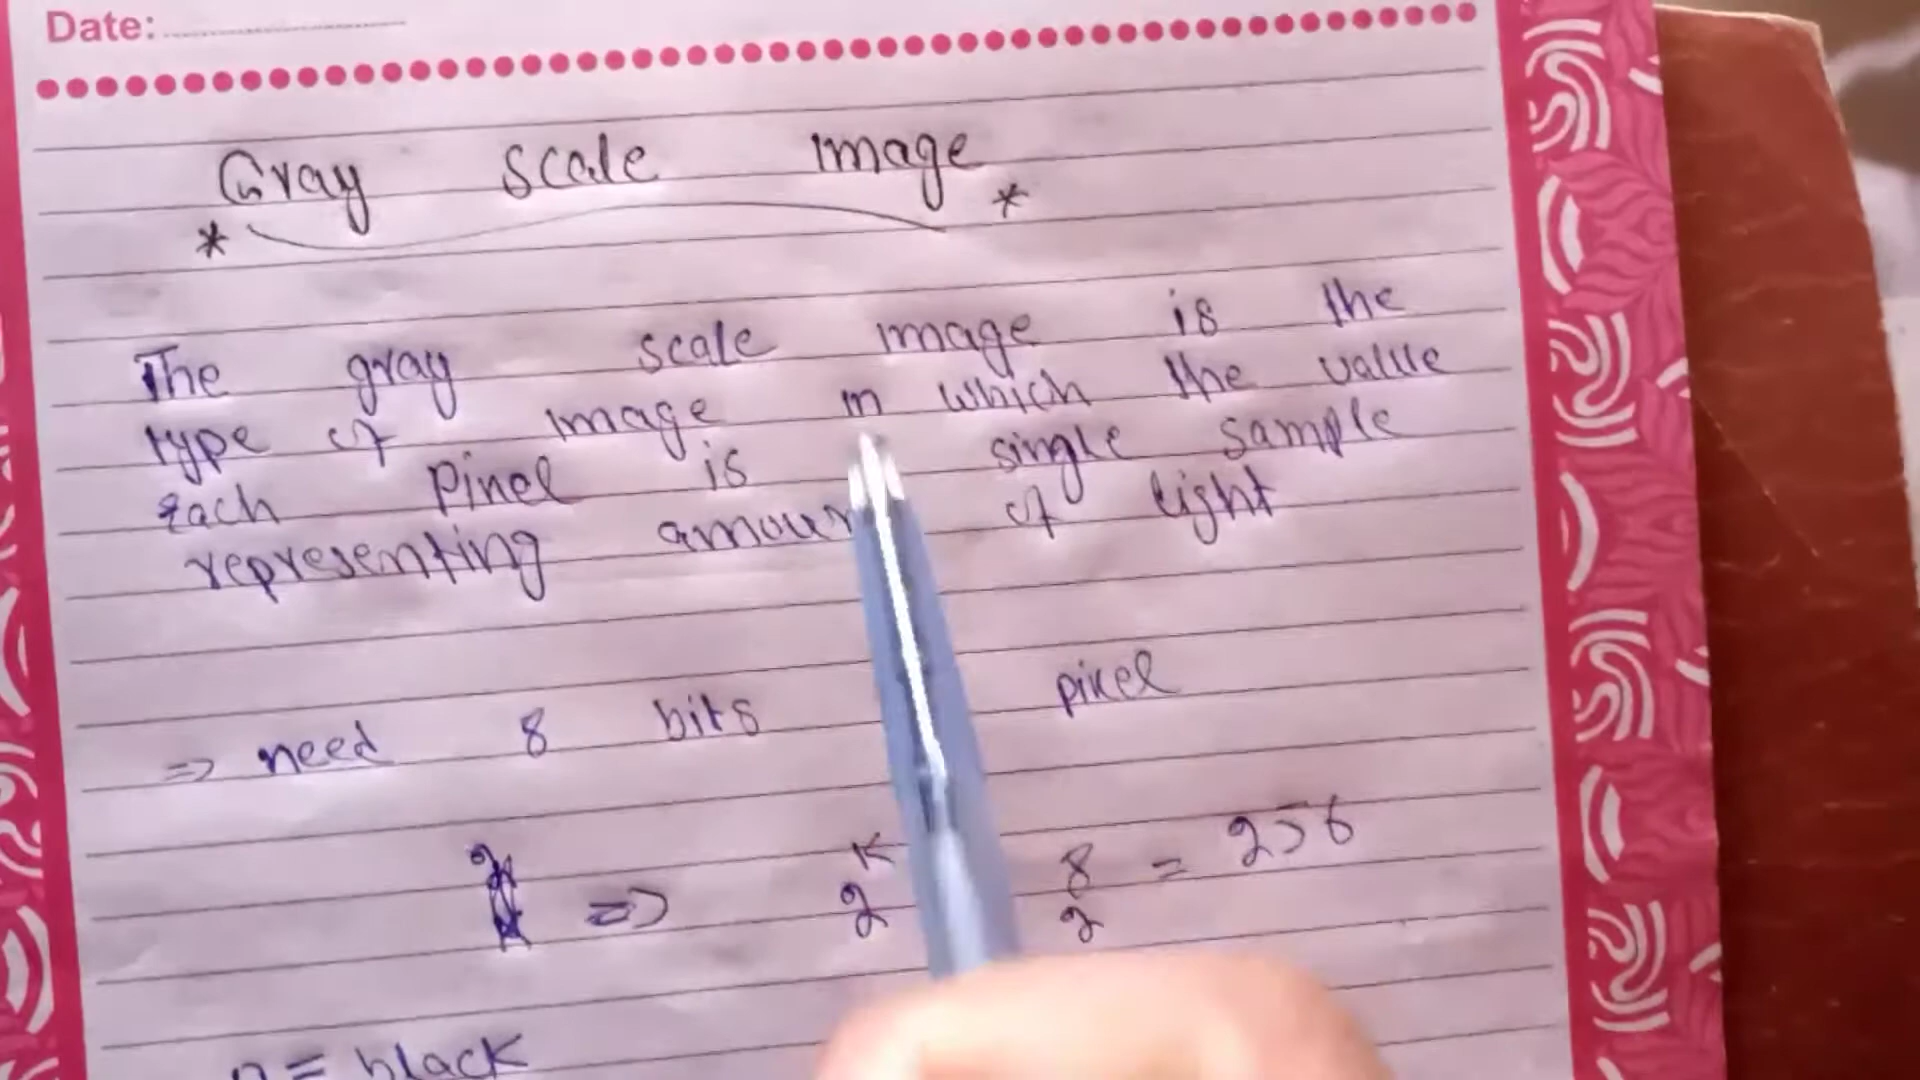 Date:
Gray scale image
The gray scale image is the
type of image in which the value
each pixel is single sample
representing amoun of light
=> need 8 bits pixel
=> 2^K 2^8 = 256
= black